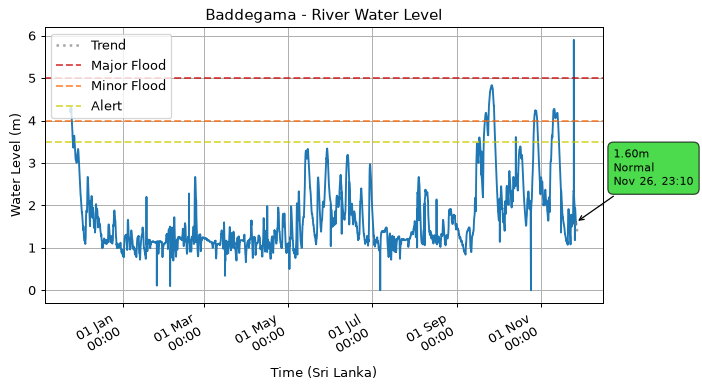 Baddegama - River Water Level
Trend
Major Flood
Minor Flood
Alert
Water Level (m)
6
5
4
3
2
1
0
1.60m
Normal
Nov 26, 23:10
01 Jan
00:00
01 Mar
00:00
01 May
00:00
01 Jul
00:00
01 Sep
00:00
01 Nov
00:00
Time (Sri Lanka)